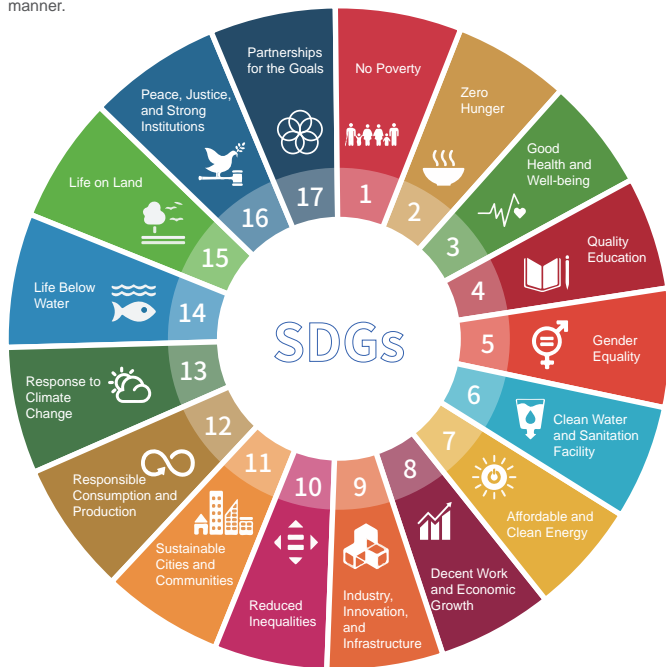 manner.
No Poverty
1
Zero
Hunger
2
Good
Health and
Well-being
3
Quality
Education
4
Gender
Equality
5
Clean Water
and Sanitation
Facility
6
Affordable and
Clean Energy
7
Decent Work
and Economic
Growth
8
Industry,
Innovation,
and
Infrastructure
9
Reduced
Inequalities
10
Sustainable
Cities and
Communities
11
Responsible
Consumption and
Production
12
Response to
Climate
Change
13
Life Below
Water
14
Life on Land
15
Peace, Justice,
and Strong
Institutions
16
Partnerships
for the Goals
17
SDGs